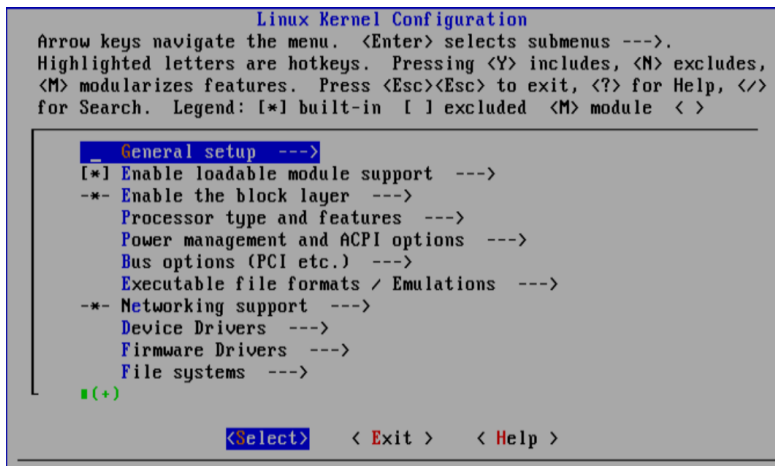 Linux Kernel Configuration
Arrow keys navigate the menu. <Enter> selects submenus --->.
Highlighted letters are hotkeys. Pressing <Y> includes, <N> excludes,
<M> modularizes features. Press <Esc><Esc> to exit, <?> for Help, </>
for Search. Legend: [*] built-in [ ] excluded <M> module < >
General setup --->
[*] Enable loadable module support --->
-*- Enable the block layer --->
Processor type and features --->
Power management and ACPI options --->
Bus options (PCI etc.) --->
Executable file formats / Emulations --->
-*- Networking support --->
Device Drivers --->
Firmware Drivers --->
File systems --->
(+)
<Select> < Exit > < Help >